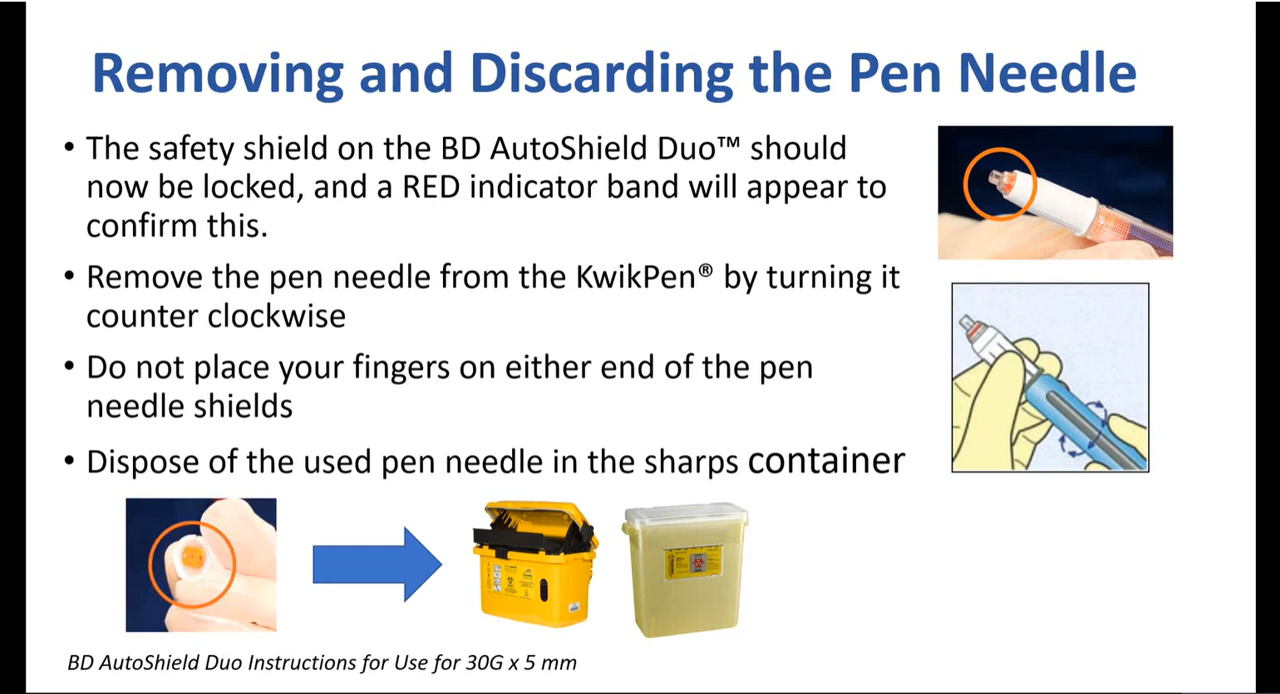 Removing and Discarding the Pen Needle
• The safety shield on the BD AutoShield Duo™ should
now be locked, and a RED indicator band will appear to
confirm this.
• Remove the pen needle from the KwikPen® by turning it
counter clockwise
• Do not place your fingers on either end of the pen
needle shields
• Dispose of the used pen needle in the sharps container
BD AutoShield Duo Instructions for Use for 30G x 5 mm